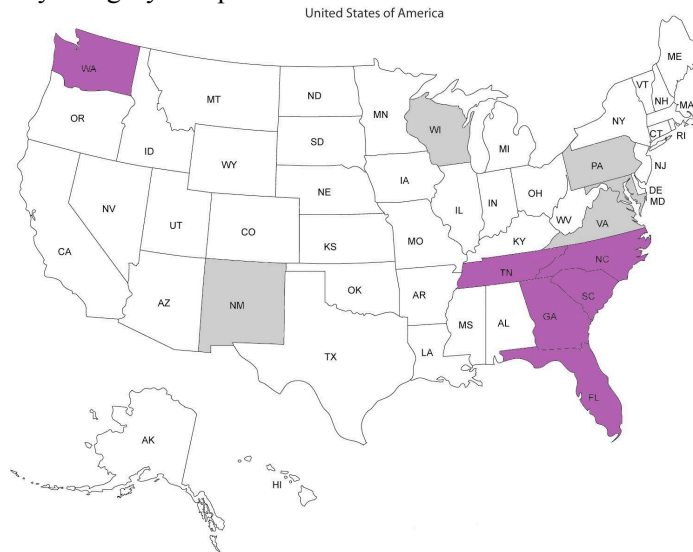 United States of America
WA
MT
ND
MN
ME
VT
NH
MA
OR
ID
SD
WI
NY
CT
RI
WY
MI
PA
NJ
NE
IA
OH
DE
MD
NV
UT
CO
IL
IN
WV
VA
CA
KS
MO
KY
NC
TN
AZ
NM
OK
AR
SC
MS
AL
GA
TX
LA
FL
AK
HI